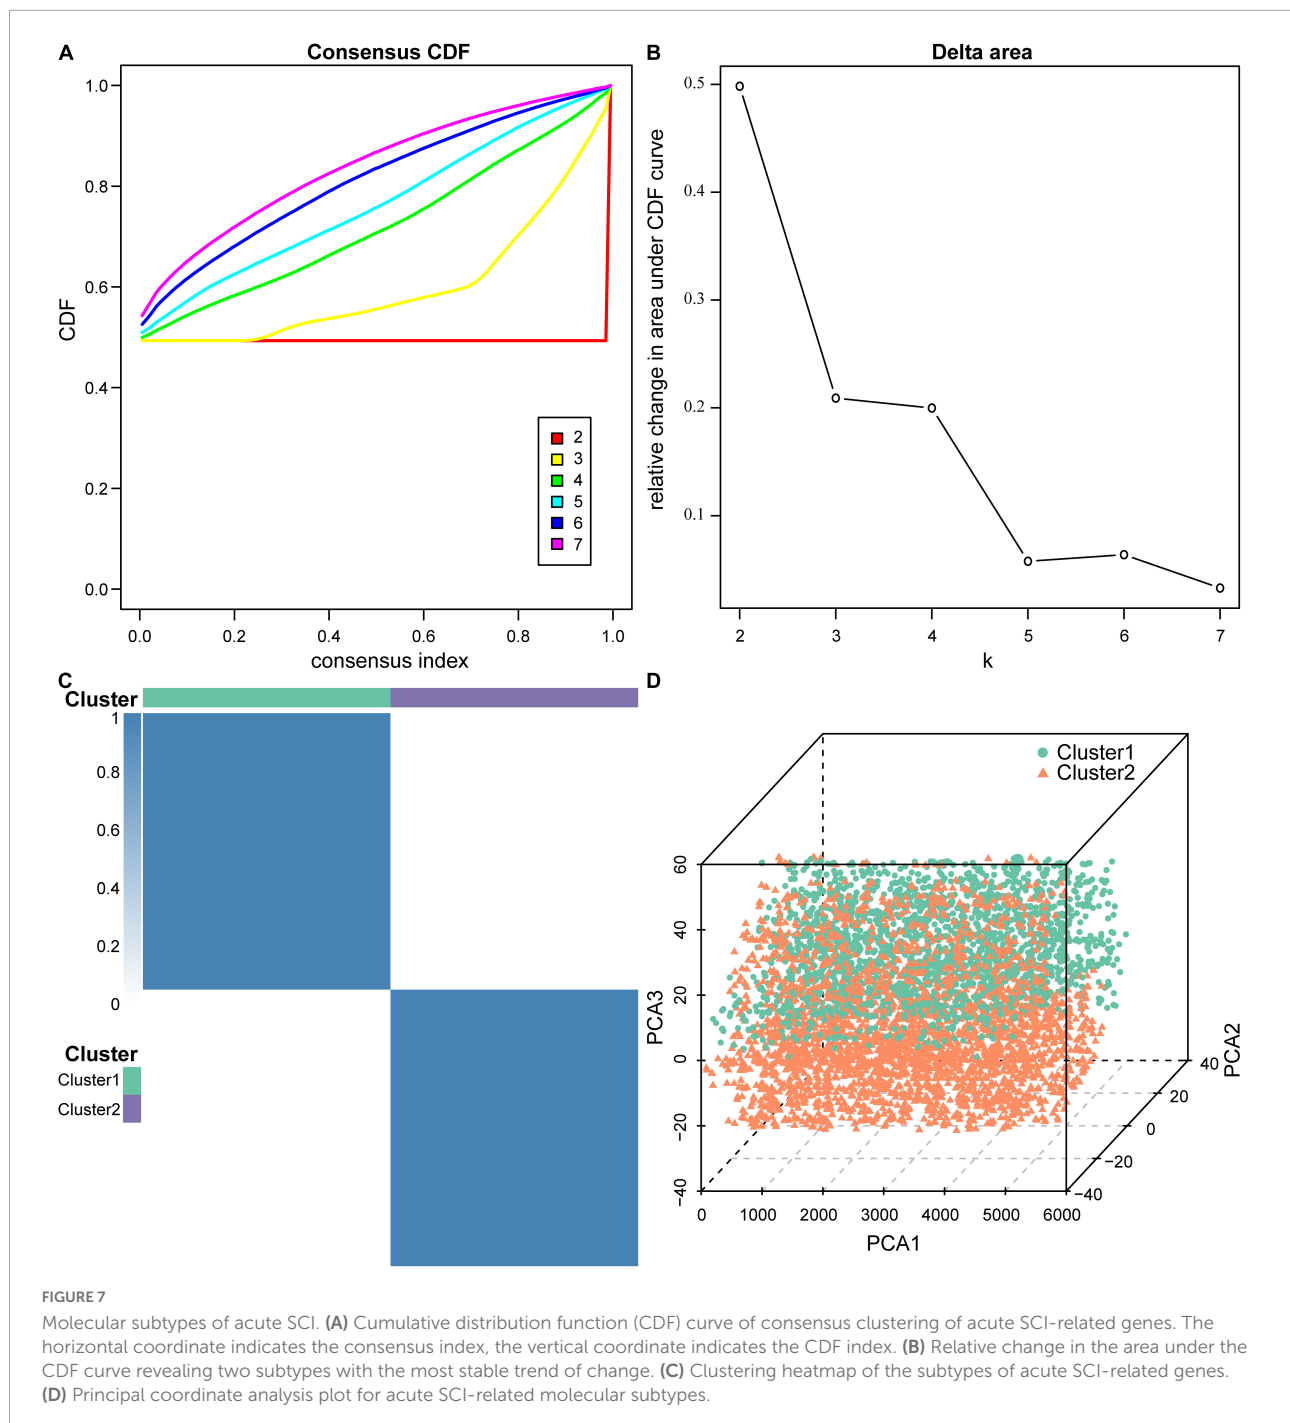 A
Consensus CDF
CDF
1.0
0.8
0.6
0.4
0.2
0.0
2
3
4
5
6
7
0.0 0.2 0.4 0.6 0.8 1.0
consensus index
B
Delta area
relative change in area under CDF curve
0.5
0.4
0.3
0.2
0.1
2 3 4 5 6 7
k
C
Cluster
1
0.8
0.6
0.4
0.2
0
Cluster
Cluster1
Cluster2
D
Cluster1
Cluster2
PCA3
60
40
20
0
−20
−40
0 1000 2000 3000 4000 5000 6000
PCA1
PCA2
40
20
0
−20
−40
FIGURE 7
Molecular subtypes of acute SCI. (A) Cumulative distribution function (CDF) curve of consensus clustering of acute SCI-related genes. The
horizontal coordinate indicates the consensus index, the vertical coordinate indicates the CDF index. (B) Relative change in the area under the
CDF curve revealing two subtypes with the most stable trend of change. (C) Clustering heatmap of the subtypes of acute SCI-related genes.
(D) Principal coordinate analysis plot for acute SCI-related molecular subtypes.